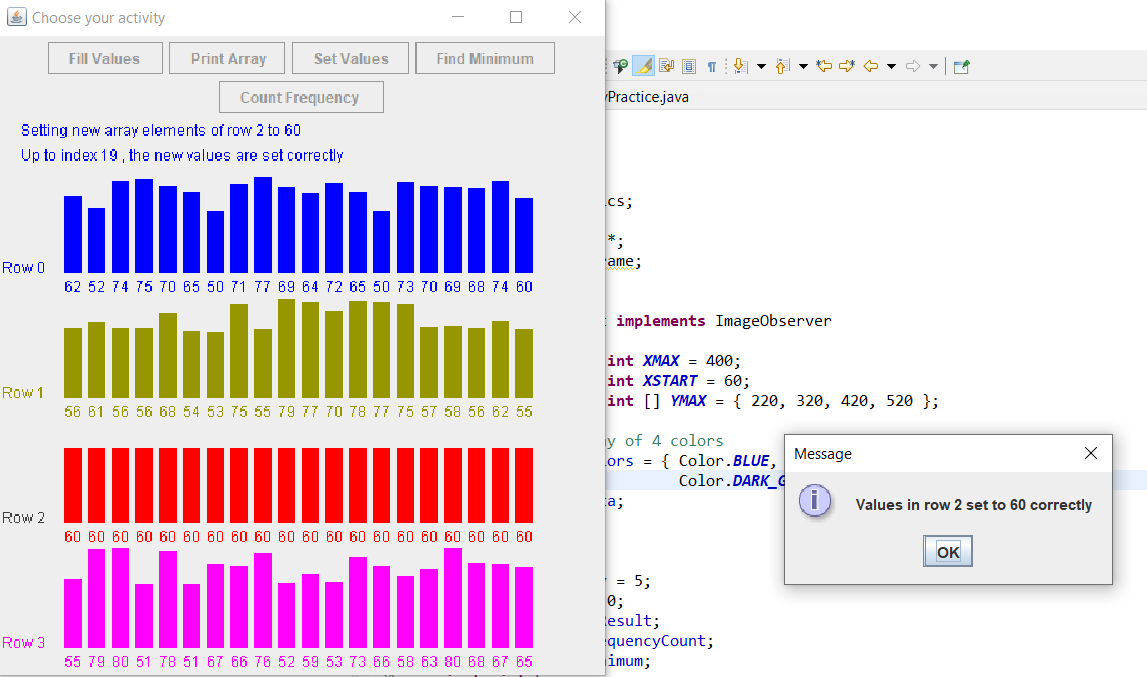 Choose your activity
Fill Values
Print Array
Set Values
Find Minimum
Count Frequency
Setting new array elements of row 2 to 60
Up to index 19 , the new values are set correctly
Row 0
62 52 74 75 70 65 50 71 77 69 64 72 65 50 73 70 69 68 74 60
Row 1
56 61 56 56 68 54 53 75 55 79 77 70 78 77 75 57 58 56 62 55
Row 2
60 60 60 60 60 60 60 60 60 60 60 60 60 60 60 60 60 60 60 60
Row 3
55 79 80 51 78 51 67 66 76 52 59 53 73 66 58 63 80 68 67 65
yPractice.java
ics;
*;
rame;
implements ImageObserver
int XMAX = 400;
int XSTART = 60;
int [] YMAX = { 220, 320, 420, 520 };
y of 4 colors
ors = { Color.BLUE,
Color.DARK_G
ta;
= 5;
0;
esult;
equencyCount;
nimum;
Message
Values in row 2 set to 60 correctly
OK